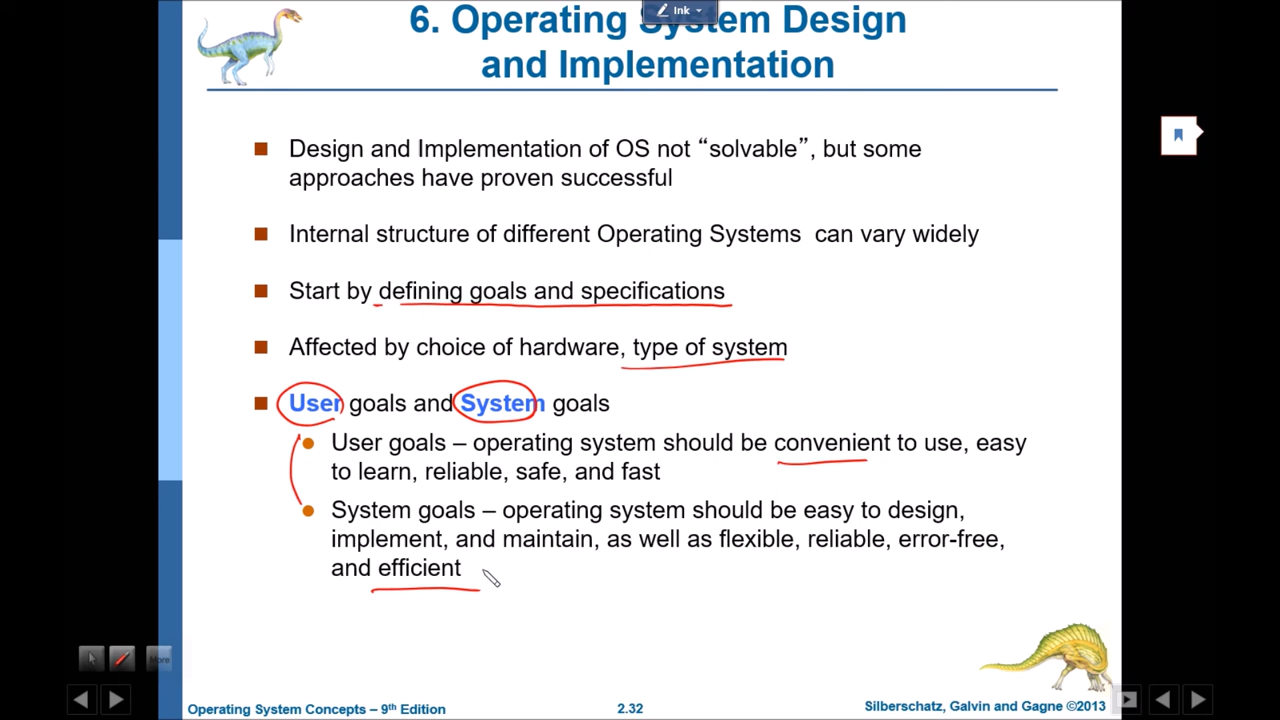 Ink
6. Operating System Design
and Implementation
■ Design and Implementation of OS not “solvable”, but some
approaches have proven successful
■ Internal structure of different Operating Systems can vary widely
■ Start by defining goals and specifications
■ Affected by choice of hardware, type of system
■ User goals and System goals
● User goals – operating system should be convenient to use, easy
to learn, reliable, safe, and fast
● System goals – operating system should be easy to design,
implement, and maintain, as well as flexible, reliable, error-free,
and efficient
More
Operating System Concepts – 9th Edition
2.32
Silberschatz, Galvin and Gagne ©2013